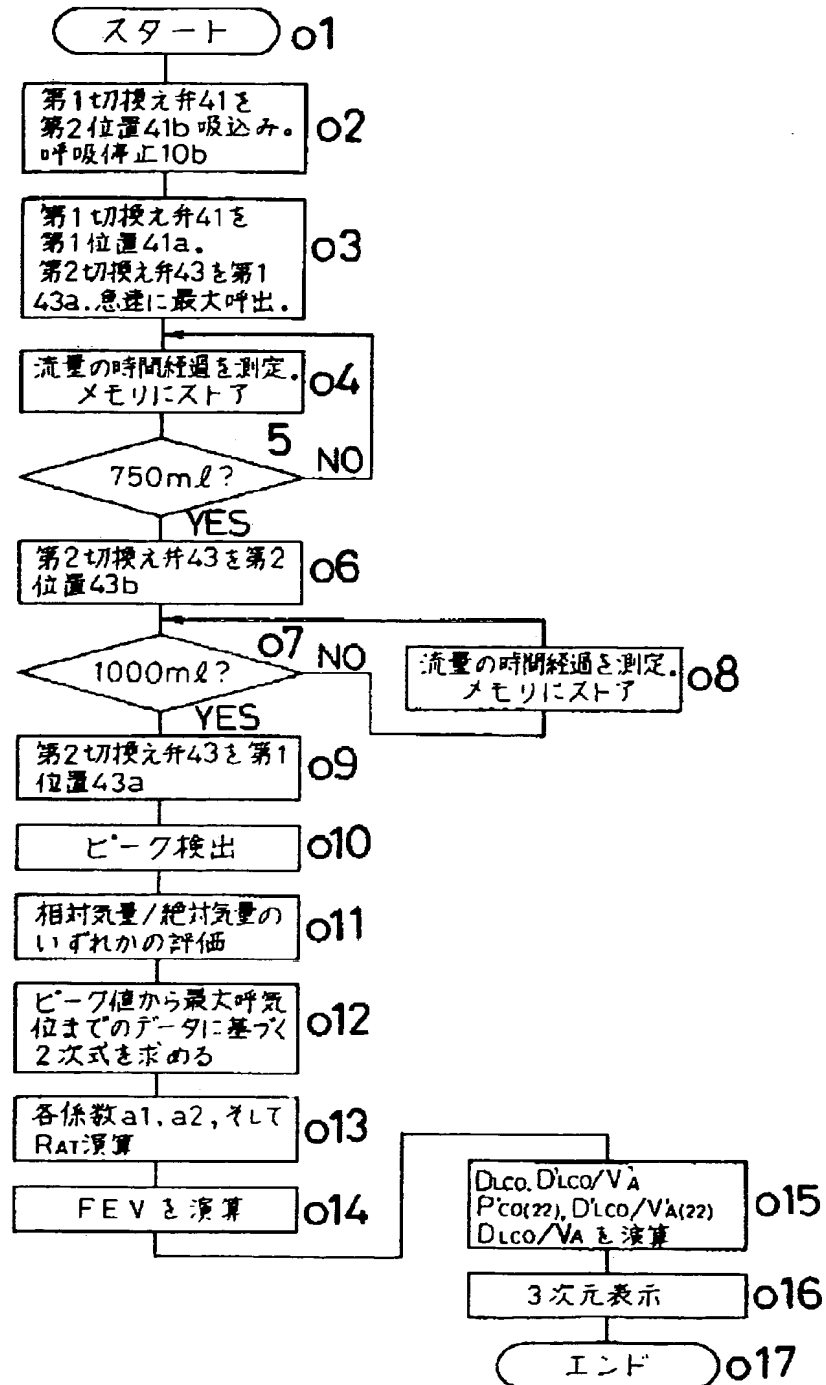 スタート
o1
第1切換え弁41を
第2位置41b吸込み。
呼吸停止10b
o2
第1切換え弁41を
第1位置41a.
第2切換え弁43を第1
43a.急速に最大呼出.
o3
流量の時間経過を測定.
メモリにストア
o4
5
750mℓ?
NO
YES
第2切換え弁43を第2
位置43b
o6
o7
1000mℓ?
NO
流量の時間経過を測定.
メモリにストア
o8
YES
第2切換え弁43を第1
位置43a
o9
ピーク検出
o10
相対気量/絶対気量の
いずれかの評価
o11
ピーク値から最大呼気
位までのデータに基づく
2次式を求める
o12
各係数a1,a2,そして
RAT演算
o13
FEVを演算
o14
DLCO,D'LCO/V'A
P'CO(22),D'LCO/V'A(22)
DLCO/VAを演算
o15
3次元表示
o16
エンド
o17